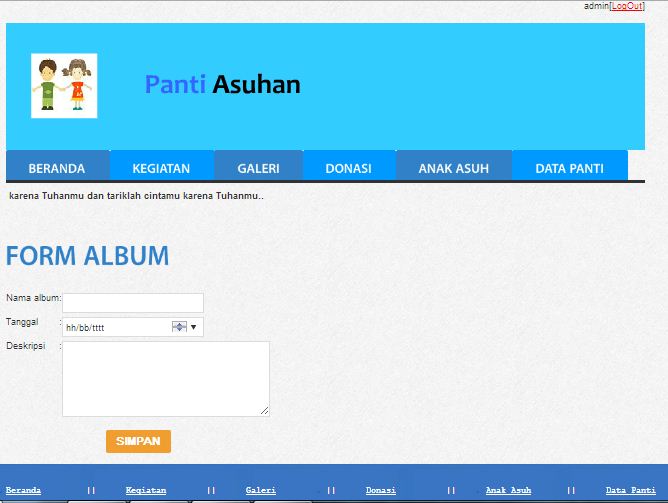 admin[LogOut]
Panti Asuhan
BERANDA KEGIATAN GALERI DONASI ANAK ASUH DATA PANTI
karena Tuhanmu dan tariklah cintamu karena Tuhanmu..
FORM ALBUM
Nama album:
Tanggal : hh/bb/tttt
Deskripsi :
SIMPAN
Beranda || Kegiatan || Galeri || Donasi || Anak Asuh || Data Panti